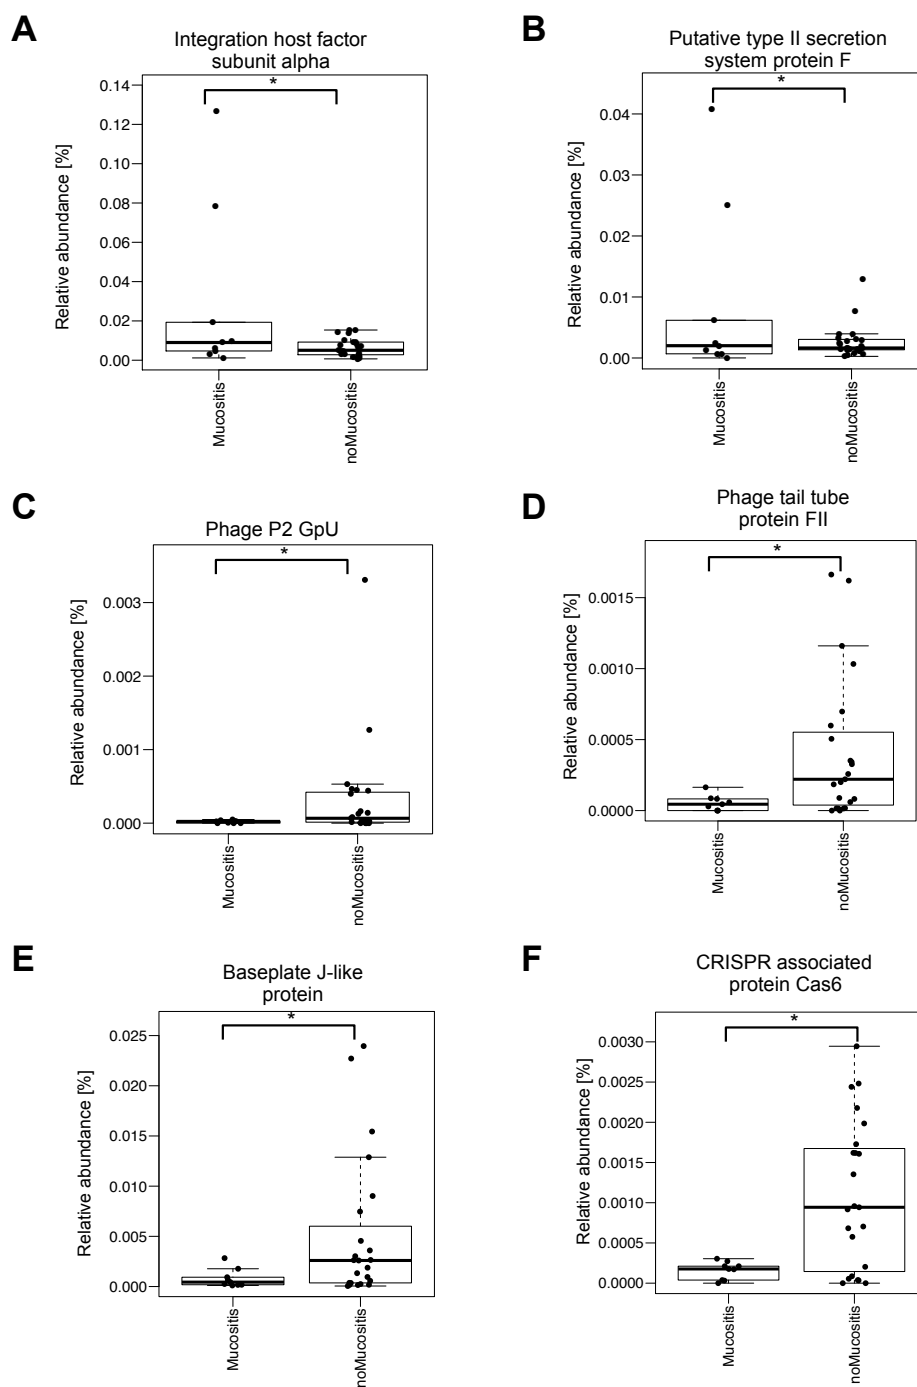 A
Integration host factor
subunit alpha
*
Relative abundance [%]
0.14
0.12
0.10
0.08
0.06
0.04
0.02
0.00
Mucositis
noMucositis
B
Putative type II secretion
system protein F
*
Relative abundance [%]
0.04
0.03
0.02
0.01
0.00
Mucositis
noMucositis
C
Phage P2 GpU
*
Relative abundance [%]
0.003
0.002
0.001
0.000
Mucositis
noMucositis
D
Phage tail tube
protein FII
*
Relative abundance [%]
0.0015
0.0010
0.0005
0.0000
Mucositis
noMucositis
E
Baseplate J-like
protein
*
Relative abundance [%]
0.025
0.020
0.015
0.010
0.005
0.000
Mucositis
noMucositis
F
CRISPR associated
protein Cas6
*
Relative abundance [%]
0.0030
0.0025
0.0020
0.0015
0.0010
0.0005
0.0000
Mucositis
noMucositis